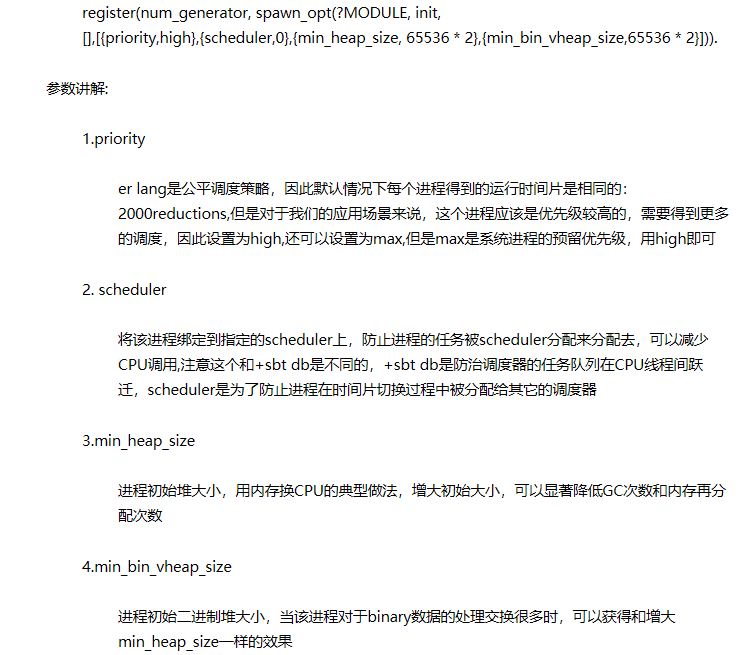 register(num_generator, spawn_opt(?MODULE, init,
[],[{priority,high},{scheduler,0},{min_heap_size, 65536 * 2},{min_bin_vheap_size,65536 * 2}])).
参数讲解:
1.priority
er lang是公平调度策略，因此默认情况下每个进程得到的运行时间片是相同的：
2000reductions,但是对于我们的应用场景来说，这个进程应该是优先级较高的，需要得到更多
的调度，因此设置为high,还可以设置为max,但是max是系统进程的预留优先级，用high即可
2. scheduler
将该进程绑定到指定的scheduler上，防止进程的任务被scheduler分配来分配去，可以减少
CPU调用,注意这个和+sbt db是不同的，+sbt db是防治调度器的任务队列在CPU线程间跃
迁，scheduler是为了防止进程在时间片切换过程中被分配给其它的调度器
3.min_heap_size
进程初始堆大小，用内存换CPU的典型做法，增大初始大小，可以显著降低GC次数和内存再分
配次数
4.min_bin_vheap_size
进程初始二进制堆大小，当该进程对于binary数据的处理交换很多时，可以获得和增大
min_heap_size一样的效果